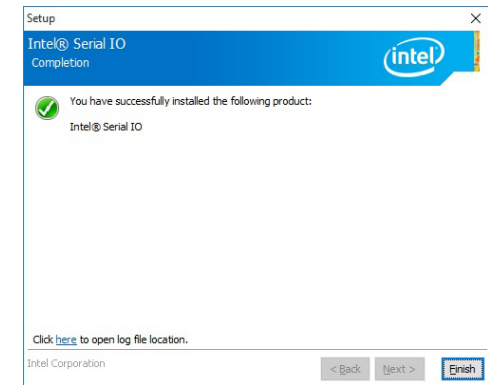 Setup
Intel® Serial IO
Completion
intel
You have successfully installed the following product:
Intel® Serial IO
Click here to open log file location.
Intel Corporation
< Back
Next >
Finish